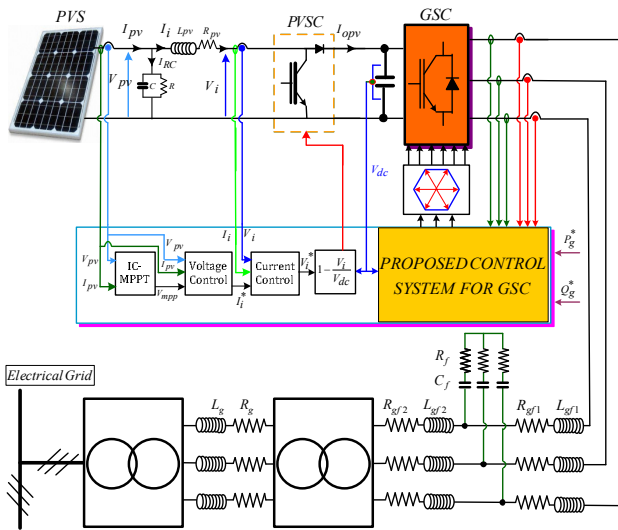 PVS
I_pv
I_i
L_pv
R_pv
PVSC
I_opv
GSC
I_RC
C
R
V_pv
V_i
V_dc
I_i
V_i
V_pv
V_pv
I_pv
I_pv
IC-
MPPT
V_mpp
Voltage
Control
I_i^*
Current
Control
V_i^*
1-V_i/V_dc
PROPOSED CONTROL
SYSTEM FOR GSC
P_g^*
Q_g^*
R_f
C_f
Electrical Grid
L_g
R_g
R_gf2
L_gf2
R_gf1
L_gf1